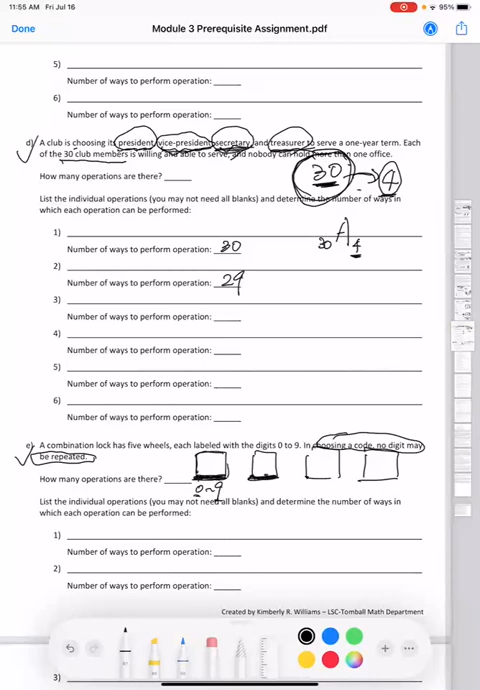 11:55 AM Fri Jul 16
95%
Done
Module 3 Prerequisite Assignment.pdf
5)
Number of ways to perform operation:
6)
Number of ways to perform operation:
d) A club is choosing its president, vice-president, secretary, and treasurer to serve a one-year term. Each
of the 30 club members is willing and able to serve, and nobody can hold more than one office.
30 → 4
How many operations are there?
List the individual operations (you may not need all blanks) and determine the number of ways in
which each operation can be performed:
1)
30 A 4
Number of ways to perform operation: 30
2)
Number of ways to perform operation: 29
3)
Number of ways to perform operation:
4)
Number of ways to perform operation:
5)
Number of ways to perform operation:
6)
Number of ways to perform operation:
e) A combination lock has five wheels, each labeled with the digits 0 to 9. In choosing a code, no digit may
be repeated.
How many operations are there?
0~9
List the individual operations (you may not need all blanks) and determine the number of ways in
which each operation can be performed:
1)
Number of ways to perform operation:
2)
Number of ways to perform operation:
Created by Kimberly R. Williams – LSC-Tomball Math Department
3)